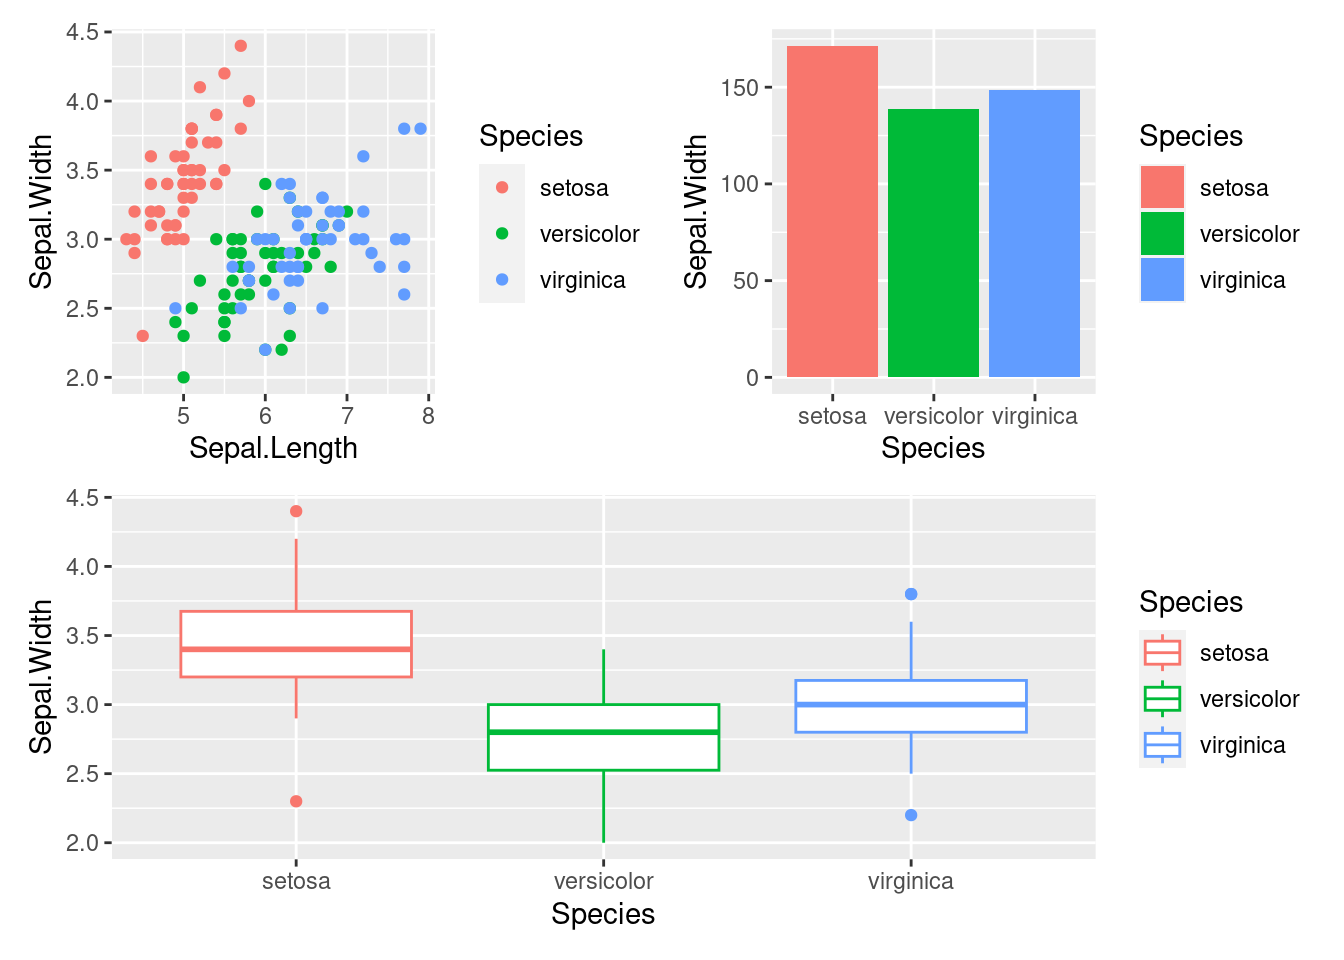 4.5
4.0
3.5
3.0
2.5
2.0
Sepal.Width
5 6 7 8
Sepal.Length
Species
setosa
versicolor
virginica
150
100
50
0
Sepal.Width
setosa versicolor virginica
Species
Species
setosa
versicolor
virginica
4.5
4.0
3.5
3.0
2.5
2.0
Sepal.Width
setosa versicolor virginica
Species
Species
setosa
versicolor
virginica